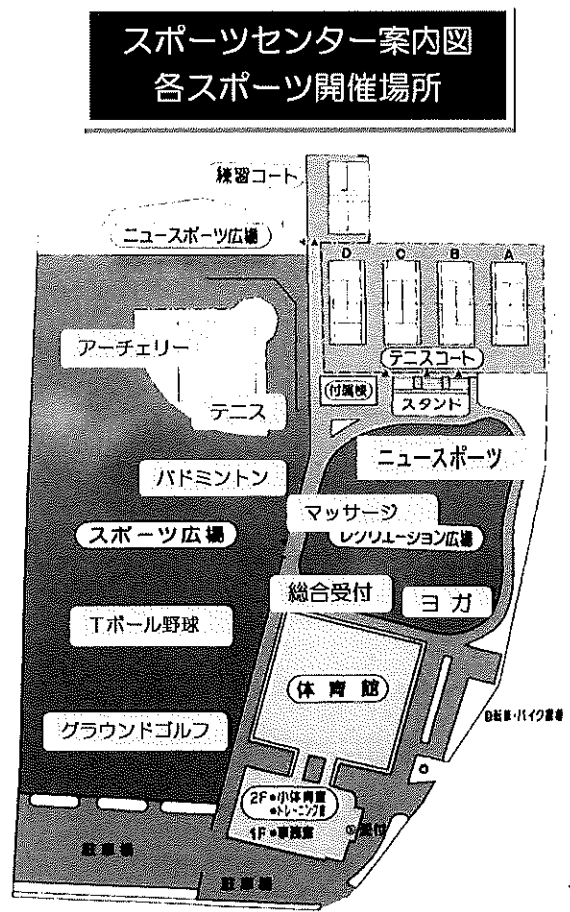 スポーツセンター案内図
各スポーツ開催場所
練習コート
ニュースポーツ広場
D C B A
テニスコート
アーチェリー
付属棟
スタンド
テニス
ニュースポーツ
バドミントン
マッサージ
スポーツ広場
レクリエーション広場
総合受付
ヨガ
Tボール野球
体育館
グラウンドゴルフ
自転車・バイク置場
2F●小体育室
●トレーニング室
1F●事務室
受付
駐車場
駐車場